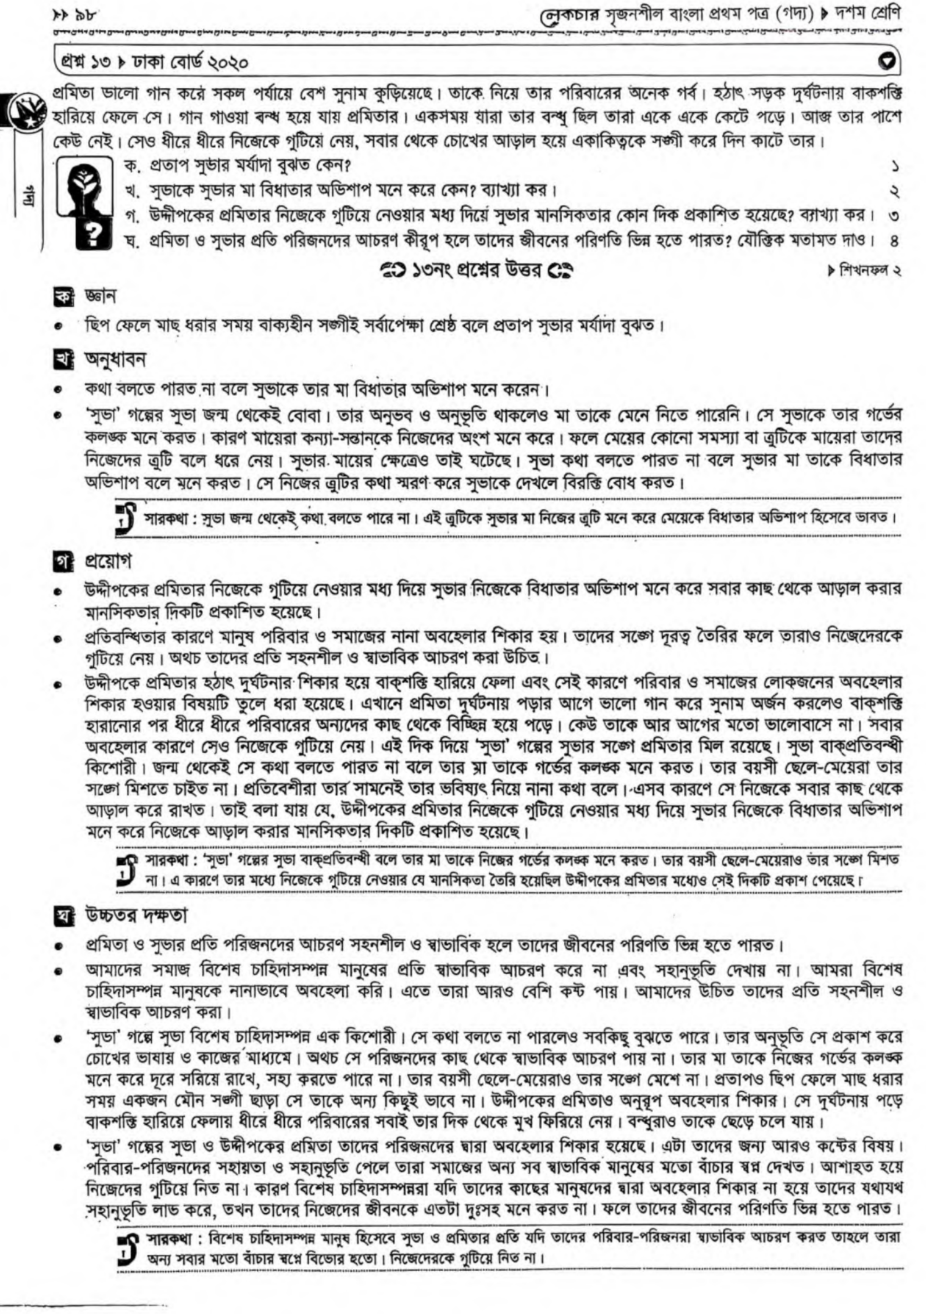 ▸▸ ৯৮
লেকচার সৃজনশীল বাংলা প্রথম পত্র (গদ্য) ▶ দশম শ্রেণি
প্রশ্ন ১৩ ▶ ঢাকা বোর্ড ২০২০
প্রমিতা ভালো গান করে সকল পর্যায়ে বেশ সুনাম কুড়িয়েছে। তাকে নিয়ে তার পরিবারের অনেক গর্ব। হঠাৎ সড়ক দুর্ঘটনায় বাকশক্তি
হারিয়ে ফেলে সে। গান গাওয়া বন্ধ হয়ে যায় প্রমিতার। একসময় যারা তার বন্ধু ছিল তারা একে একে কেটে পড়ে। আজ তার পাশে
কেউ নেই। সেও ধীরে ধীরে নিজেকে গুটিয়ে নেয়, সবার থেকে চোখের আড়াল হয়ে একাকিত্বকে সঙ্গী করে দিন কাটে তার।
গদ্য
ক. প্রতাপ সুভার মর্যাদা বুঝত কেন? ১
খ. সুভাকে সুভার মা বিধাতার অভিশাপ মনে করে কেন? ব্যাখ্যা কর। ২
গ. উদ্দীপকের প্রমিতার নিজেকে গুটিয়ে নেওয়ার মধ্য দিয়ে সুভার মানসিকতার কোন দিক প্রকাশিত হয়েছে? ব্যাখ্যা কর। ৩
ঘ. প্রমিতা ও সুভার প্রতি পরিজনদের আচরণ কীরূপ হলে তাদের জীবনের পরিণতি ভিন্ন হতে পারত? যৌক্তিক মতামত দাও। ৪
১৩নং প্রশ্নের উত্তর
▶ শিখনফল ২
ক জ্ঞান
• ছিপ ফেলে মাছ ধরার সময় বাক্যহীন সঙ্গীই সর্বাপেক্ষা শ্রেষ্ঠ বলে প্রতাপ সুভার মর্যাদা বুঝত।
খ অনুধাবন
• কথা বলতে পারত না বলে সুভাকে তার মা বিধাতার অভিশাপ মনে করেন।
• 'সুভা' গল্পের সুভা জন্ম থেকেই বোবা। তার অনুভব ও অনুভূতি থাকলেও মা তাকে মেনে নিতে পারেনি। সে সুভাকে তার গর্ভের
কলঙ্ক মনে করত। কারণ মায়েরা কন্যা-সন্তানকে নিজেদের অংশ মনে করে। ফলে মেয়ের কোনো সমস্যা বা ত্রুটিকে মায়েরা তাদের
নিজেদের ত্রুটি বলে ধরে নেয়। সুভার মায়ের ক্ষেত্রেও তাই ঘটেছে। সুভা কথা বলতে পারত না বলে সুভার মা তাকে বিধাতার
অভিশাপ বলে মনে করত। সে নিজের ত্রুটির কথা স্মরণ করে সুভাকে দেখলে বিরক্তি বোধ করত।
সারকথা : সুভা জন্ম থেকেই কথা বলতে পারে না। এই ত্রুটিকে সুভার মা নিজের ত্রুটি মনে করে মেয়েকে বিধাতার অভিশাপ হিসেবে ভাবত।
গ প্রয়োগ
• উদ্দীপকের প্রমিতার নিজেকে গুটিয়ে নেওয়ার মধ্য দিয়ে সুভার নিজেকে বিধাতার অভিশাপ মনে করে সবার কাছ থেকে আড়াল করার
মানসিকতার দিকটি প্রকাশিত হয়েছে।
• প্রতিবন্ধিতার কারণে মানুষ পরিবার ও সমাজের নানা অবহেলার শিকার হয়। তাদের সঙ্গে দূরত্ব তৈরির ফলে তারাও নিজেদেরকে
গুটিয়ে নেয়। অথচ তাদের প্রতি সহনশীল ও স্বাভাবিক আচরণ করা উচিত।
• উদ্দীপকে প্রমিতার হঠাৎ দুর্ঘটনার শিকার হয়ে বাক্‌শক্তি হারিয়ে ফেলা এবং সেই কারণে পরিবার ও সমাজের লোকজনের অবহেলার
শিকার হওয়ার বিষয়টি তুলে ধরা হয়েছে। এখানে প্রমিতা দুর্ঘটনায় পড়ার আগে ভালো গান করে সুনাম অর্জন করলেও বাক্‌শক্তি
হারানোর পর ধীরে ধীরে পরিবারের অন্যদের কাছ থেকে বিচ্ছিন্ন হয়ে পড়ে। কেউ তাকে আর আগের মতো ভালোবাসে না। সবার
অবহেলার কারণে সেও নিজেকে গুটিয়ে নেয়। এই দিক দিয়ে 'সুভা' গল্পের সুভার সঙ্গে প্রমিতার মিল রয়েছে। সুভা বাক্‌প্রতিবন্ধী
কিশোরী। জন্ম থেকেই সে কথা বলতে পারত না বলে তার মা তাকে গর্ভের কলঙ্ক মনে করত। তার বয়সী ছেলে-মেয়েরা তার
সঙ্গে মিশতে চাইত না। প্রতিবেশীরা তার সামনেই তার ভবিষ্যৎ নিয়ে নানা কথা বলে। এসব কারণে সে নিজেকে সবার কাছ থেকে
আড়াল করে রাখত। তাই বলা যায় যে, উদ্দীপকের প্রমিতার নিজেকে গুটিয়ে নেওয়ার মধ্য দিয়ে সুভার নিজেকে বিধাতার অভিশাপ
মনে করে নিজেকে আড়াল করার মানসিকতার দিকটি প্রকাশিত হয়েছে।
সারকথা : 'সুভা' গল্পের সুভা বাক্‌প্রতিবন্ধী বলে তার মা তাকে নিজের গর্ভের কলঙ্ক মনে করত। তার বয়সী ছেলে-মেয়েরাও তার সঙ্গে মিশত
না। এ কারণে তার মধ্যে নিজেকে গুটিয়ে নেওয়ার যে মানসিকতা তৈরি হয়েছিল উদ্দীপকের প্রমিতার মধ্যেও সেই দিকটি প্রকাশ পেয়েছে।
ঘ উচ্চতর দক্ষতা
• প্রমিতা ও সুভার প্রতি পরিজনদের আচরণ সহনশীল ও স্বাভাবিক হলে তাদের জীবনের পরিণতি ভিন্ন হতে পারত।
• আমাদের সমাজ বিশেষ চাহিদাসম্পন্ন মানুষের প্রতি স্বাভাবিক আচরণ করে না এবং সহানুভূতি দেখায় না। আমরা বিশেষ
চাহিদাসম্পন্ন মানুষকে নানাভাবে অবহেলা করি। এতে তারা আরও বেশি কষ্ট পায়। আমাদের উচিত তাদের প্রতি সহনশীল ও
স্বাভাবিক আচরণ করা।
• 'সুভা' গল্পে সুভা বিশেষ চাহিদাসম্পন্ন এক কিশোরী। সে কথা বলতে না পারলেও সবকিছু বুঝতে পারে। তার অনুভূতি সে প্রকাশ করে
চোখের ভাষায় ও কাজের মাধ্যমে। অথচ সে পরিজনদের কাছ থেকে স্বাভাবিক আচরণ পায় না। তার মা তাকে নিজের গর্ভের কলঙ্ক
মনে করে দূরে সরিয়ে রাখে, সহ্য করতে পারে না। তার বয়সী ছেলে-মেয়েরাও তার সঙ্গে মেশে না। প্রতাপও ছিপ ফেলে মাছ ধরার
সময় একজন মৌন সঙ্গী ছাড়া সে তাকে অন্য কিছুই ভাবে না। উদ্দীপকের প্রমিতাও অনুরূপ অবহেলার শিকার। সে দুর্ঘটনায় পড়ে
বাকশক্তি হারিয়ে ফেলায় ধীরে ধীরে পরিবারের সবাই তার দিক থেকে মুখ ফিরিয়ে নেয়। বন্ধুরাও তাকে ছেড়ে চলে যায়।
• 'সুভা' গল্পের সুভা ও উদ্দীপকের প্রমিতা তাদের পরিজনদের দ্বারা অবহেলার শিকার হয়েছে। এটা তাদের জন্য আরও কষ্টের বিষয়।
পরিবার-পরিজনদের সহায়তা ও সহানুভূতি পেলে তারা সমাজের অন্য সব স্বাভাবিক মানুষের মতো বাঁচার স্বপ্ন দেখত। আশাহত হয়ে
নিজেদের গুটিয়ে নিত না। কারণ বিশেষ চাহিদাসম্পন্নরা যদি তাদের কাছের মানুষদের দ্বারা অবহেলার শিকার না হয়ে তাদের যথাযথ
সহানুভূতি লাভ করে, তখন তাদের নিজেদের জীবনকে এতটা দুঃসহ মনে করত না। ফলে তাদের জীবনের পরিণতি ভিন্ন হতে পারত।
সারকথা : বিশেষ চাহিদাসম্পন্ন মানুষ হিসেবে সুভা ও প্রমিতার প্রতি যদি তাদের পরিবার-পরিজনরা স্বাভাবিক আচরণ করত তাহলে তারা
অন্য সবার মতো বাঁচার স্বপ্নে বিভোর হতো। নিজেদেরকে গুটিয়ে নিত না।